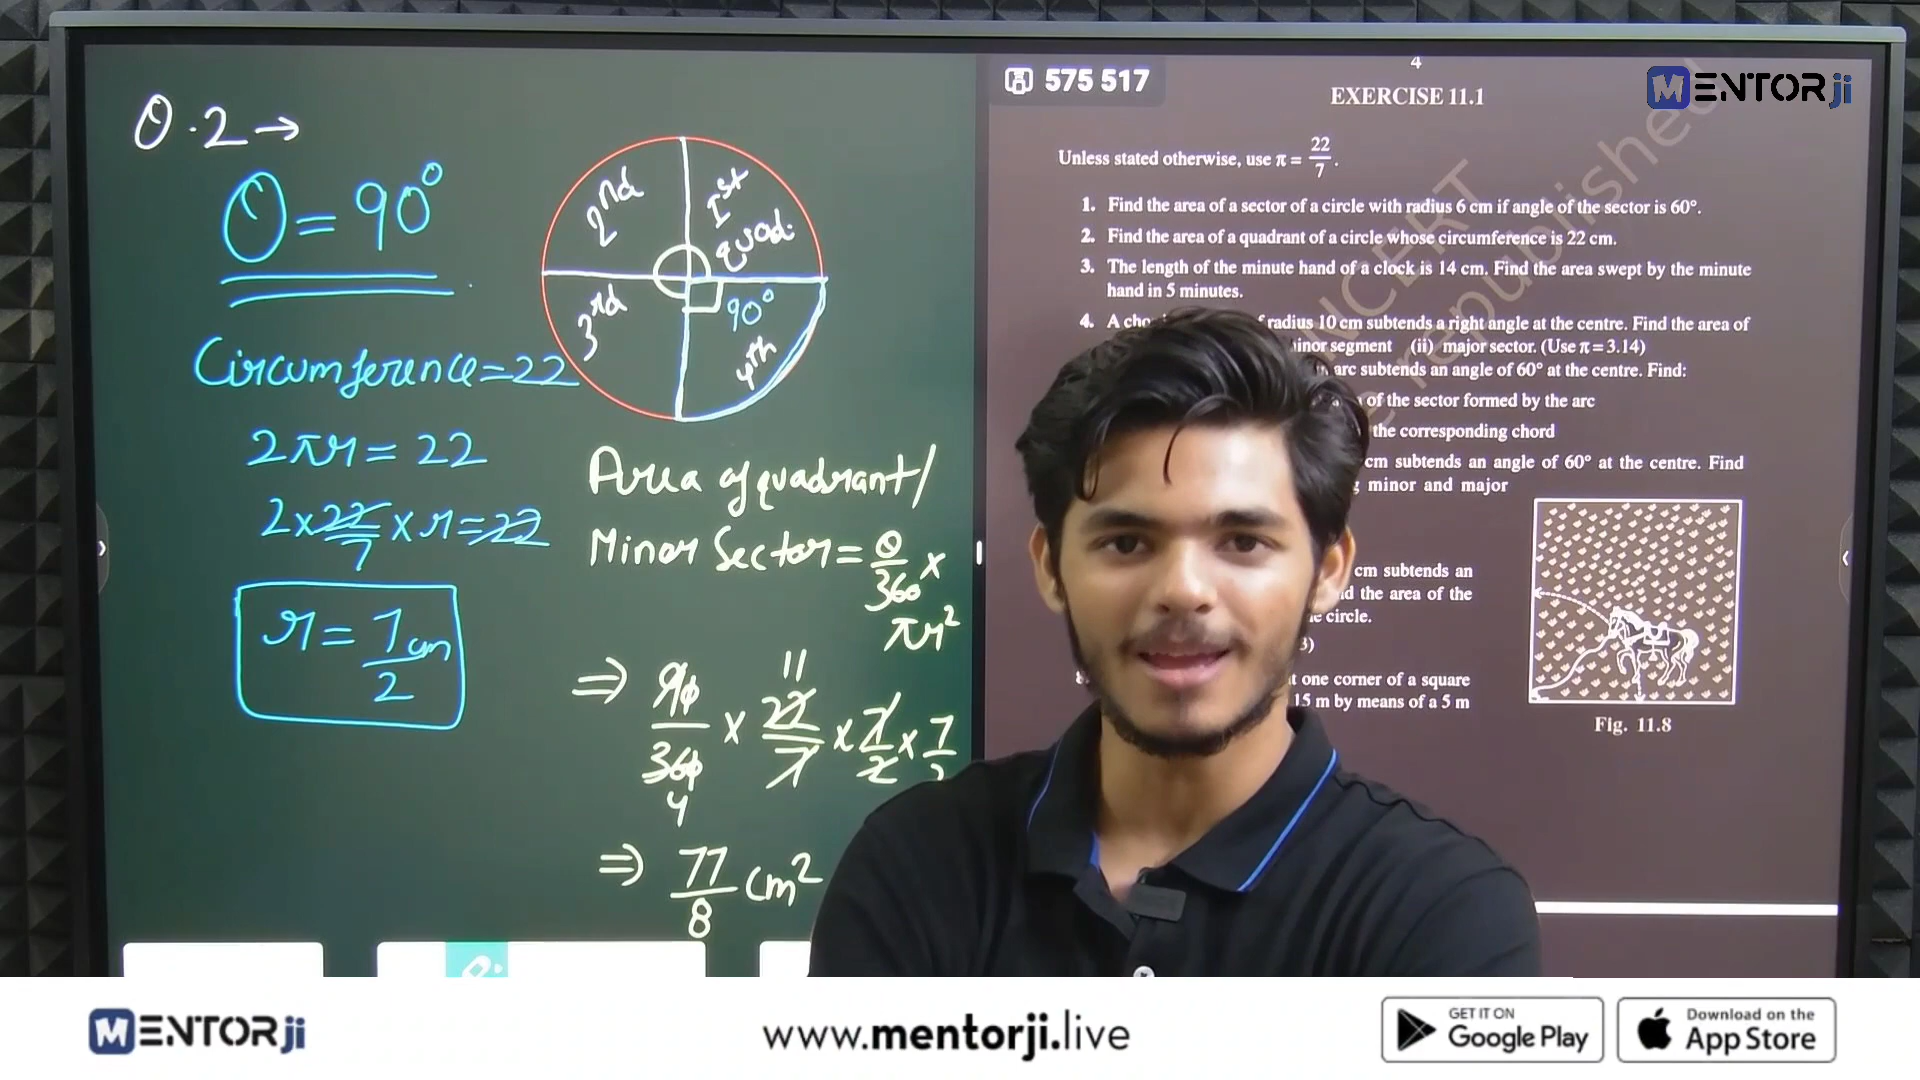 Q.2→
θ = 90°
Circumference = 22
2πr = 22
2 × 22/7 × r = 22
r = 7/2 cm
2nd
Ist
quad.
3rd
90°
4th
Area of quadrant/
Minor Sector = θ/360 ×
πr²
⇒ 90/360 × 22/7 × 7/2 × 7/2
11
4
⇒ 77/8 cm²
575 517
4
EXERCISE 11.1
MENTORji
Unless stated otherwise, use π = 22/7.
1. Find the area of a sector of a circle with radius 6 cm if angle of the sector is 60°.
2. Find the area of a quadrant of a circle whose circumference is 22 cm.
3. The length of the minute hand of a clock is 14 cm. Find the area swept by the minute
hand in 5 minutes.
4. A radius 10 cm subtends a right angle at the centre. Find the area of
segment (ii) major sector. (Use π = 3.14)
arc subtends an angle of 60° at the centre. Find:
of the sector formed by the arc
the corresponding chord
cm subtends an angle of 60° at the centre. Find
minor and major
cm subtends an
the area of the
circle.
3)
one corner of a square
15 m by means of a 5 m
Fig. 11.8
NCERT
republished
MENTORji
www.mentorji.live
GET IT ON
Google Play
Download on the
App Store